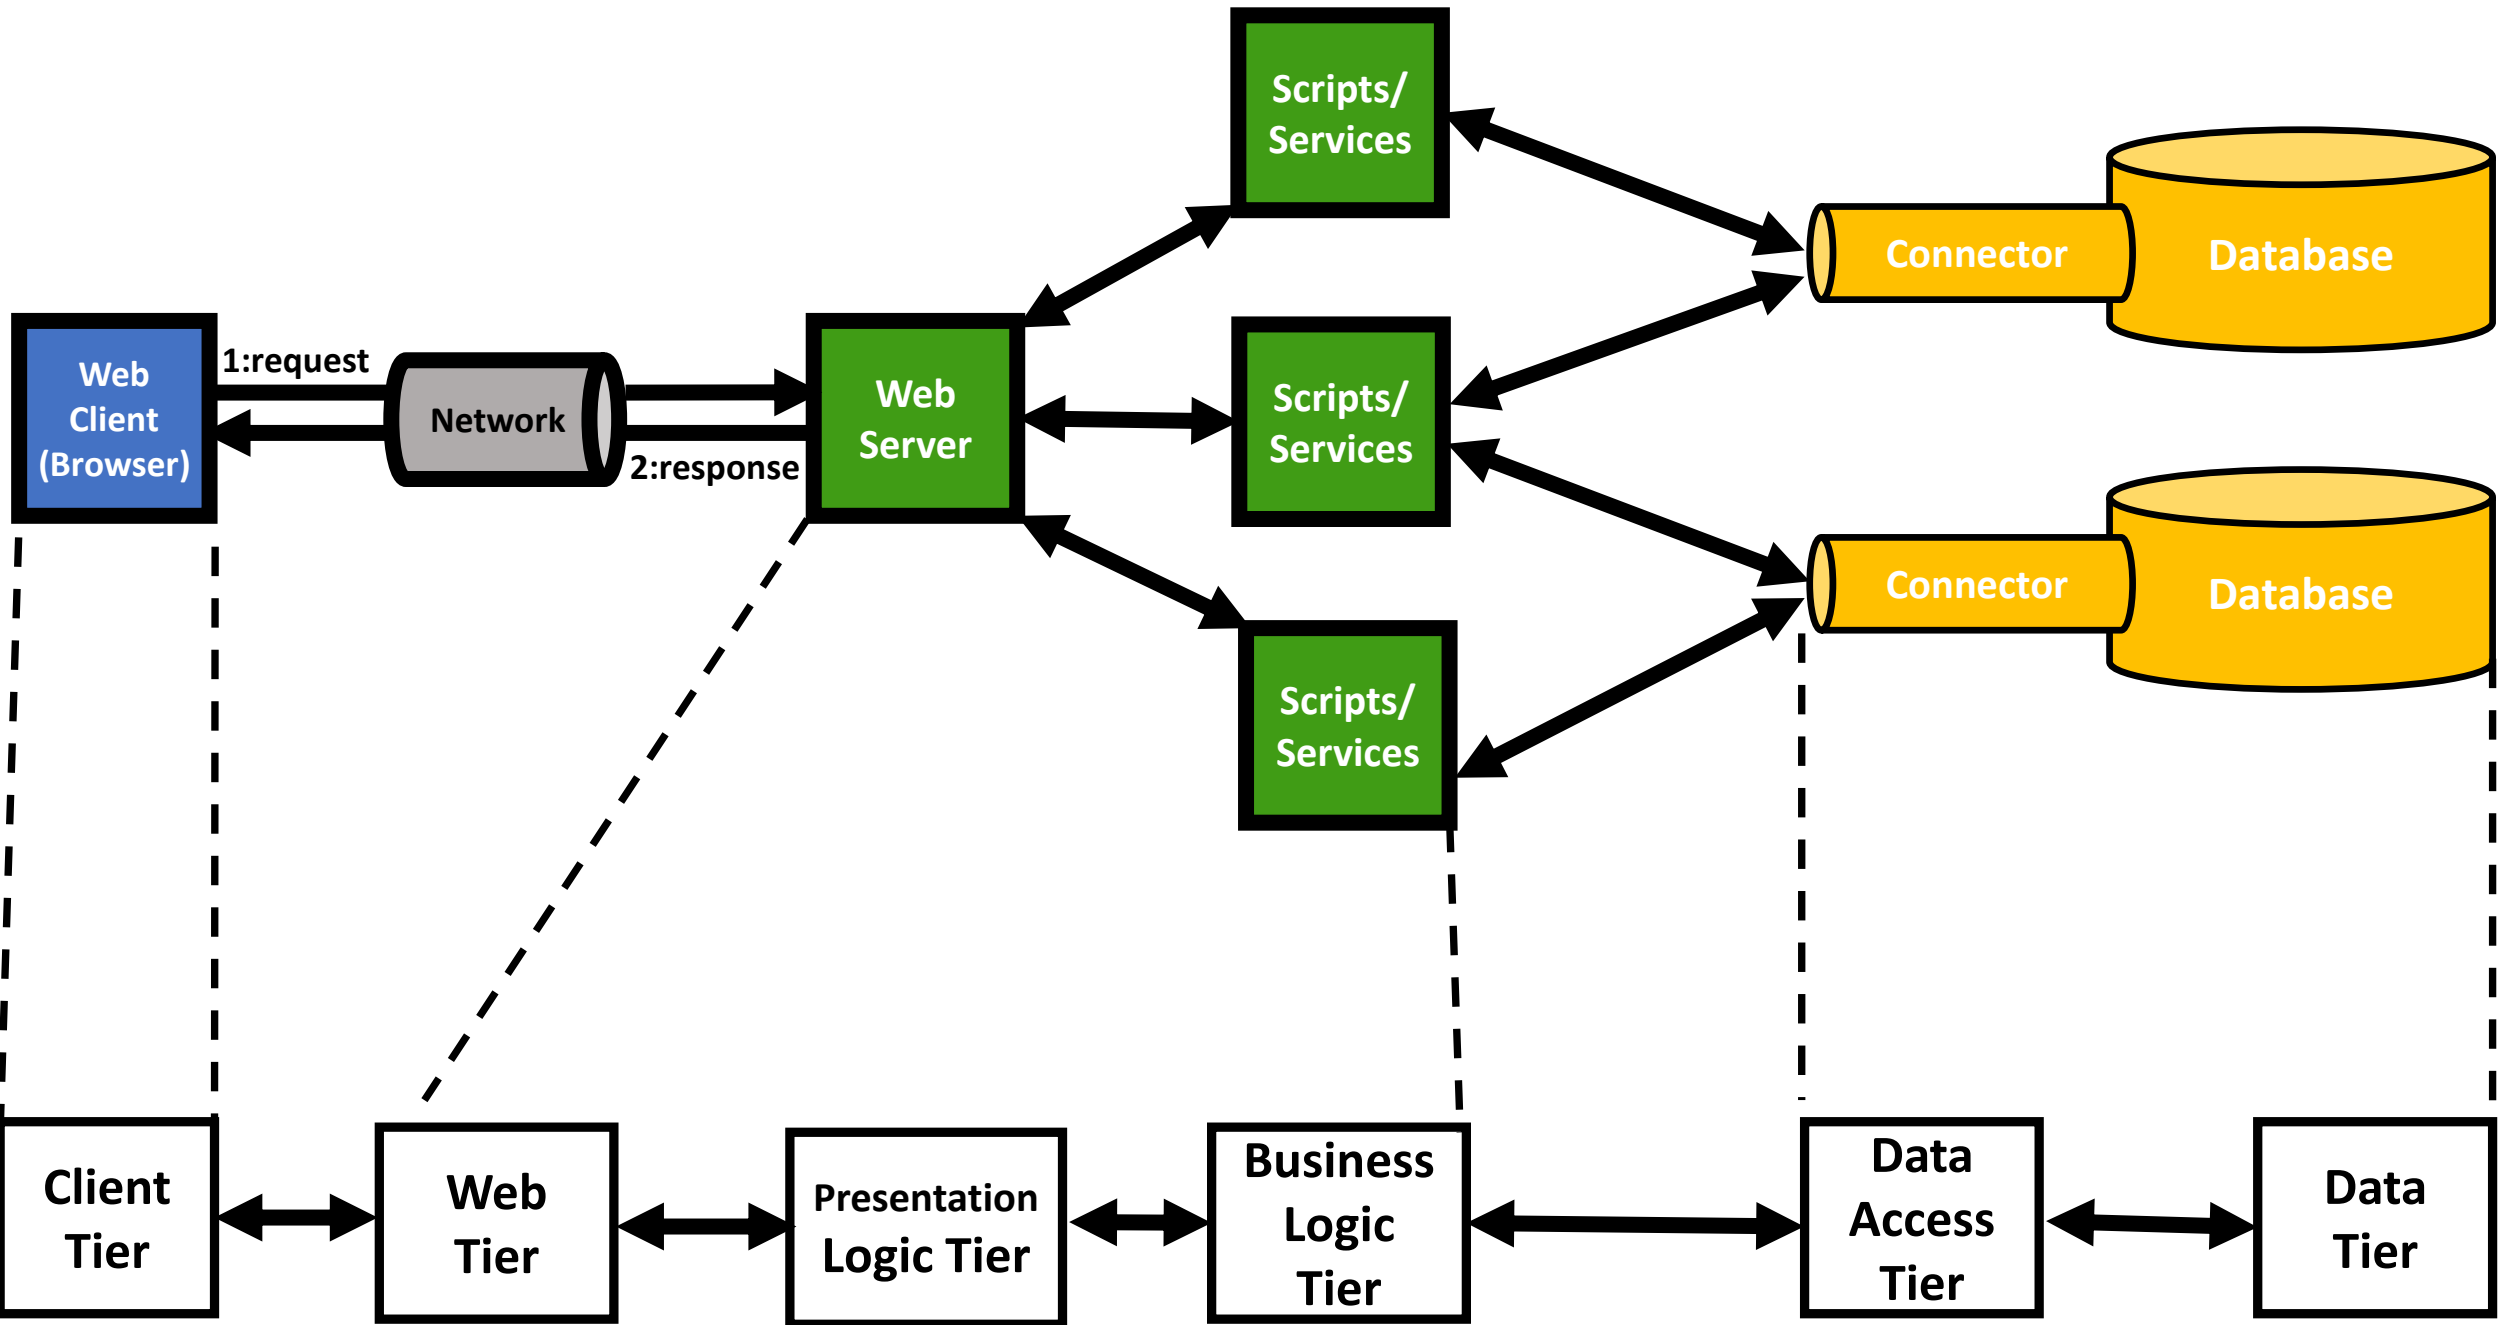 Scripts/
Services
Connector
Database
1:request
Web
Client
(Browser)
Network
2:response
Web
Server
Scripts/
Services
Connector
Database
Scripts/
Services
Client
Tier
Web
Tier
Presentation
Logic Tier
Business
Logic
Tier
Data
Access
Tier
Data
Tier